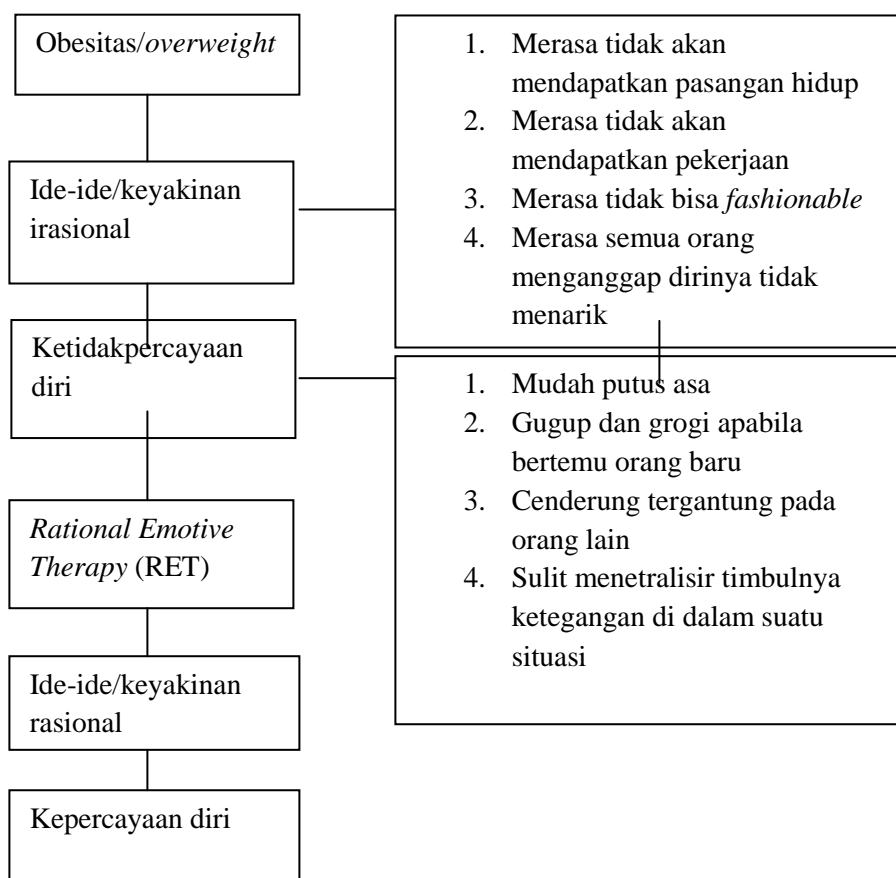 Obesitas/overweight
1. Merasa tidak akan
mendapatkan pasangan hidup
2. Merasa tidak akan
mendapatkan pekerjaan
3. Merasa tidak bisa fashionable
4. Merasa semua orang
menganggap dirinya tidak
menarik
Ide-ide/keyakinan
irasional
Ketidakpercayaan
diri
1. Mudah putus asa
2. Gugup dan grogi apabila
bertemu orang baru
3. Cenderung tergantung pada
orang lain
4. Sulit menetralisir timbulnya
ketegangan di dalam suatu
situasi
Rational Emotive
Therapy (RET)
Ide-ide/keyakinan
rasional
Kepercayaan diri